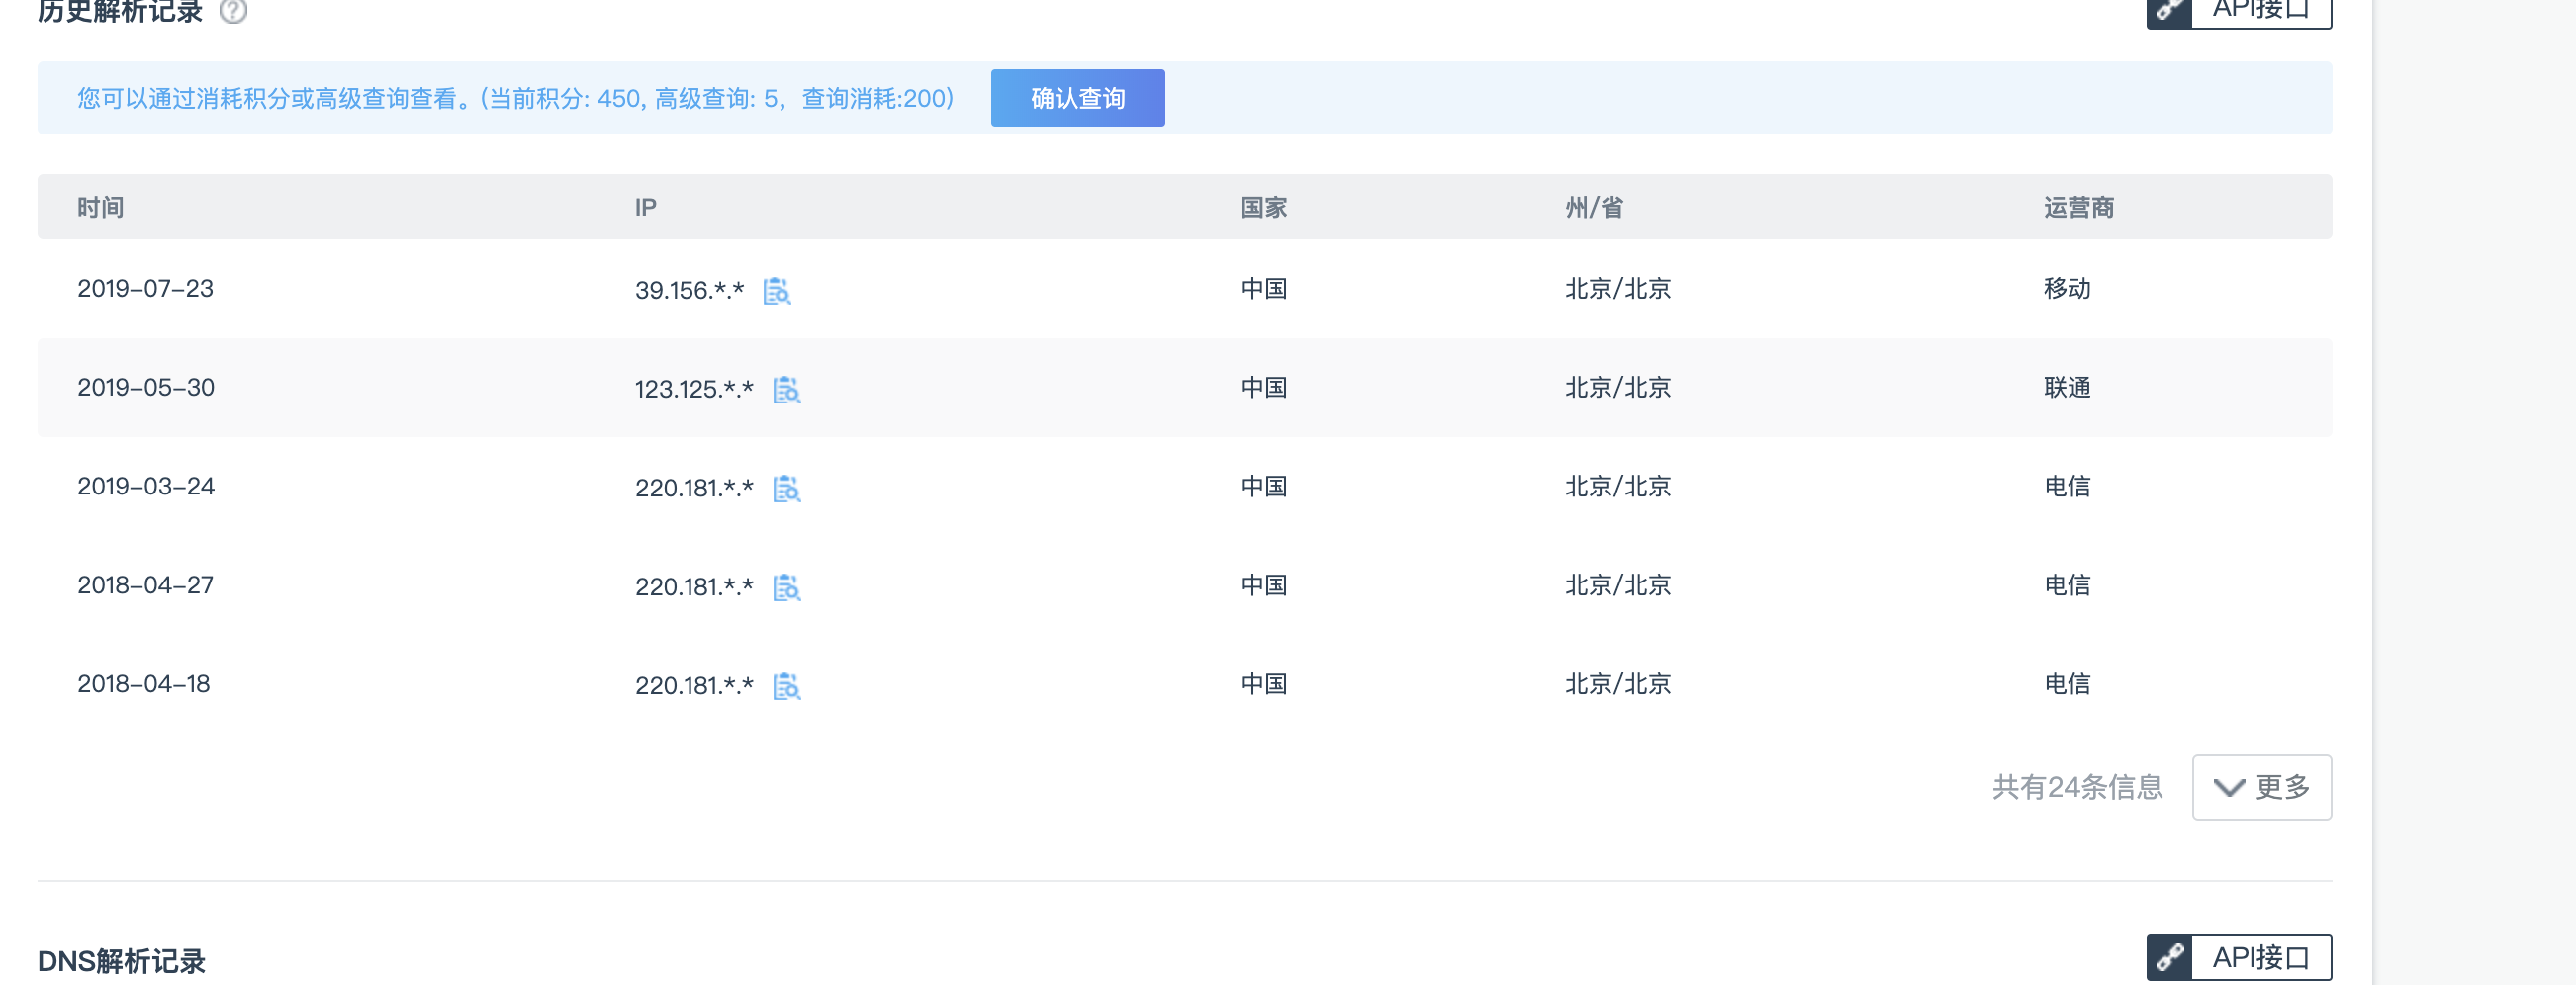 历史解析记录 ?
API接口
您可以通过消耗积分或高级查询查看。(当前积分: 450, 高级查询: 5, 查询消耗:200) 确认查询
时间 IP 国家 州/省 运营商
2019-07-23 39.156.*.* 中国 北京/北京 移动
2019-05-30 123.125.*.* 中国 北京/北京 联通
2019-03-24 220.181.*.* 中国 北京/北京 电信
2018-04-27 220.181.*.* 中国 北京/北京 电信
2018-04-18 220.181.*.* 中国 北京/北京 电信
共有24条信息 更多
DNS解析记录
API接口